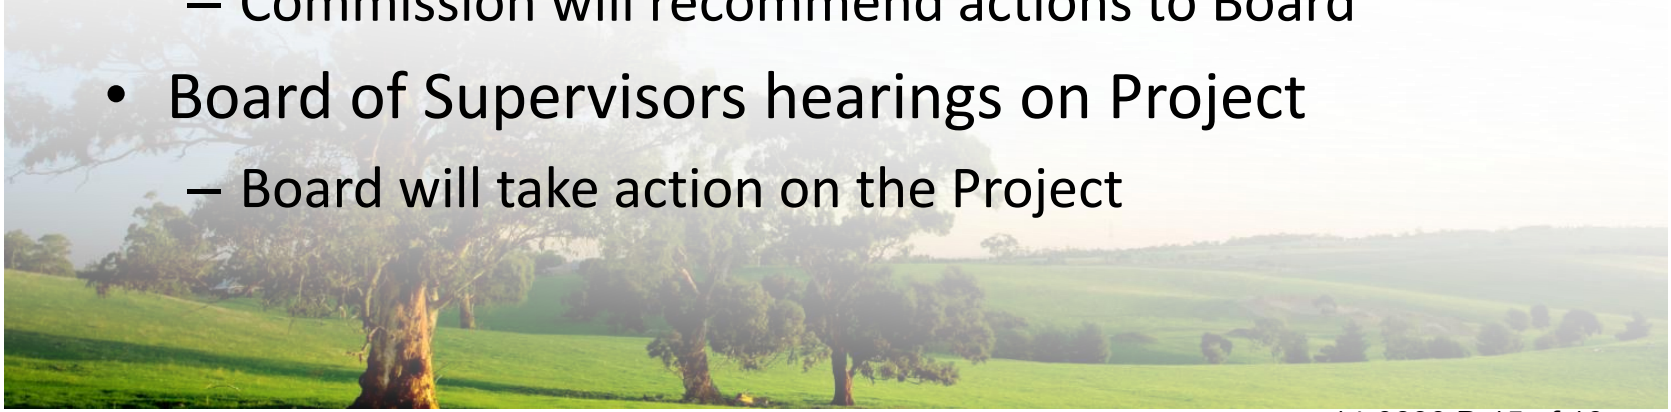 – Commission will recommend actions to Board
• Board of Supervisors hearings on Project
– Board will take action on the Project